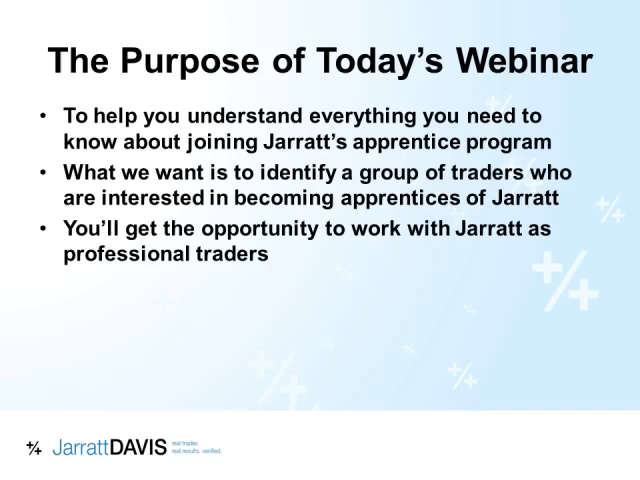 The Purpose of Today’s Webinar
• To help you understand everything you need to
know about joining Jarratt’s apprentice program
• What we want is to identify a group of traders who
are interested in becoming apprentices of Jarratt
• You’ll get the opportunity to work with Jarratt as
professional traders
+/- JarrattDAVIS
real trades
real results, verified.